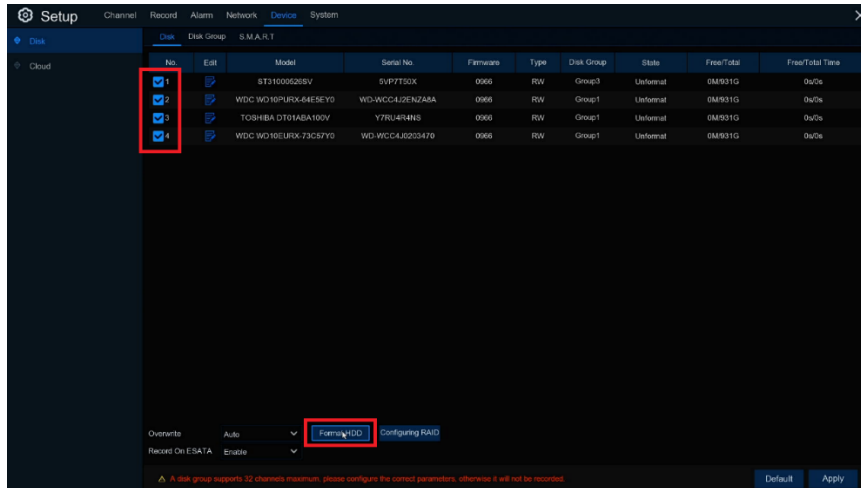 Setup Channel Record Alarm Network Device System
Disk Disk Group S.M.A.R.T
Disk
Cloud
No. Edit Model Serial No. Firmware Type Disk Group State Free/Total Free/Total Time
1 ST31000526SV 5VP7T50X 0966 RW Group3 Unformat 0M/931G 0s/0s
2 WDC WD10PURX-64E5EY0 WD-WCC4J2ENZA8A 0966 RW Group1 Unformat 0M/931G 0s/0s
3 TOSHIBA DT01ABA100V Y7RU4R4NS 0966 RW Group1 Unformat 0M/931G 0s/0s
4 WDC WD10EURX-73C57Y0 WD-WCC4J0203470 0966 RW Group1 Unformat 0M/931G 0s/0s
Overwrite Auto Format HDD Configuring RAID
Record On ESATA Enable
A disk group supports 32 channels maximum, please configure the correct parameters, otherwise it will not be recorded.
Default Apply